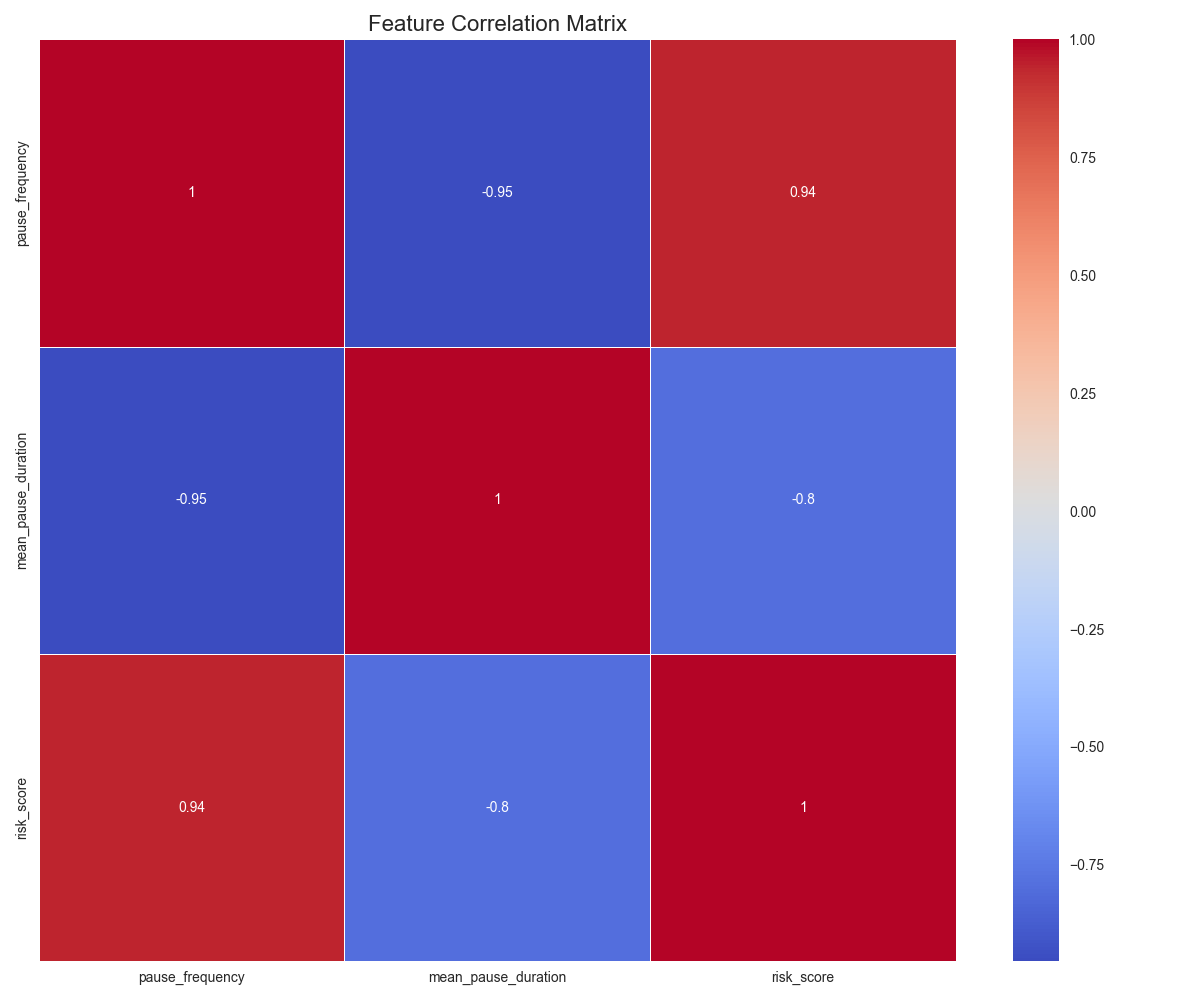 Feature Correlation Matrix
pause_frequency
1
-0.95
0.94
mean_pause_duration
-0.95
1
-0.8
risk_score
0.94
-0.8
1
pause_frequency
mean_pause_duration
risk_score
1.00
0.75
0.50
0.25
0.00
−0.25
−0.50
−0.75